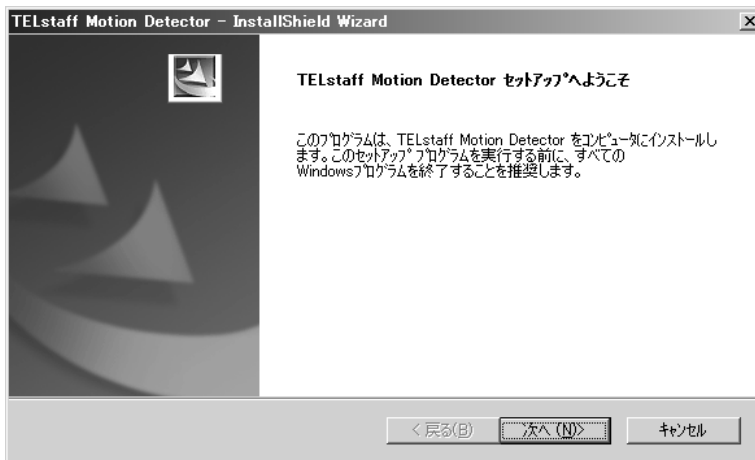 TELstaff Motion Detector - InstallShield Wizard
TELstaff Motion Detector ｾｯﾄｱｯﾌﾟへようこそ
このﾌﾟﾛｸﾞﾗﾑは、TELstaff Motion Detector をｺﾝﾋﾟｭｰﾀにｲﾝｽﾄｰﾙし
ます。このｾｯﾄｱｯﾌﾟ ﾌﾟﾛｸﾞﾗﾑを実行する前に、すべての
Windowsﾌﾟﾛｸﾞﾗﾑを終了することを推奨します。
< 戻る(B)
次へ (N)>
ｷｬﾝｾﾙ